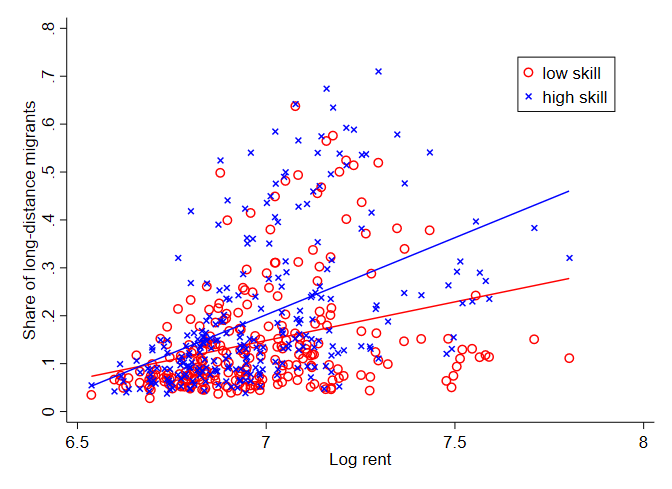 .8
.7
.6
.5
.4
.3
.2
.1
0
Share of long-distance migrants
low skill
high skill
6.5 7 7.5 8
Log rent